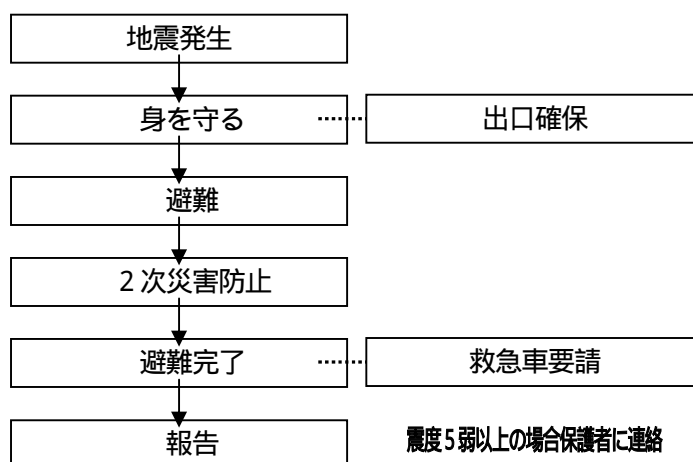 地震発生
身を守る
出口確保
避難
２次災害防止
避難完了
救急車要請
報告
震度５弱以上の場合保護者に連絡